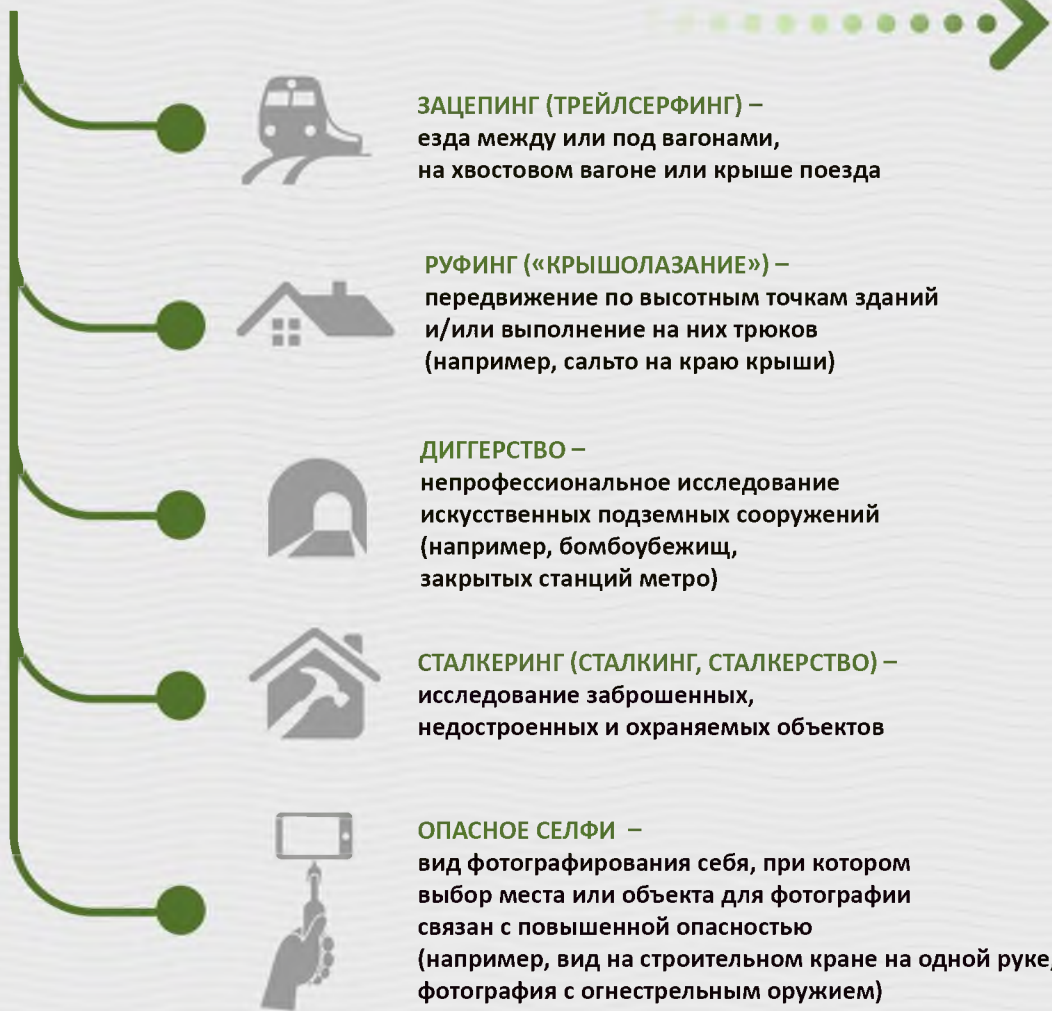 ЗАЦЕПИНГ (ТРЕЙЛСЕРФИНГ) –
езда между или под вагонами,
на хвостовом вагоне или крыше поезда
РУФИНГ («КРЫШОЛАЗАНИЕ») –
передвижение по высотным точкам зданий
и/или выполнение на них трюков
(например, сальто на краю крыши)
ДИГГЕРСТВО –
непрофессиональное исследование
искусственных подземных сооружений
(например, бомбоубежищ,
закрытых станций метро)
СТАЛКЕРИНГ (СТАЛКИНГ, СТАЛКЕРСТВО) –
исследование заброшенных,
недостроенных и охраняемых объектов
ОПАСНОЕ СЕЛФИ –
вид фотографирования себя, при котором
выбор места или объекта для фотографии
связан с повышенной опасностью
(например, вид на строительном кране на одной руке,
фотография с огнестрельным оружием)